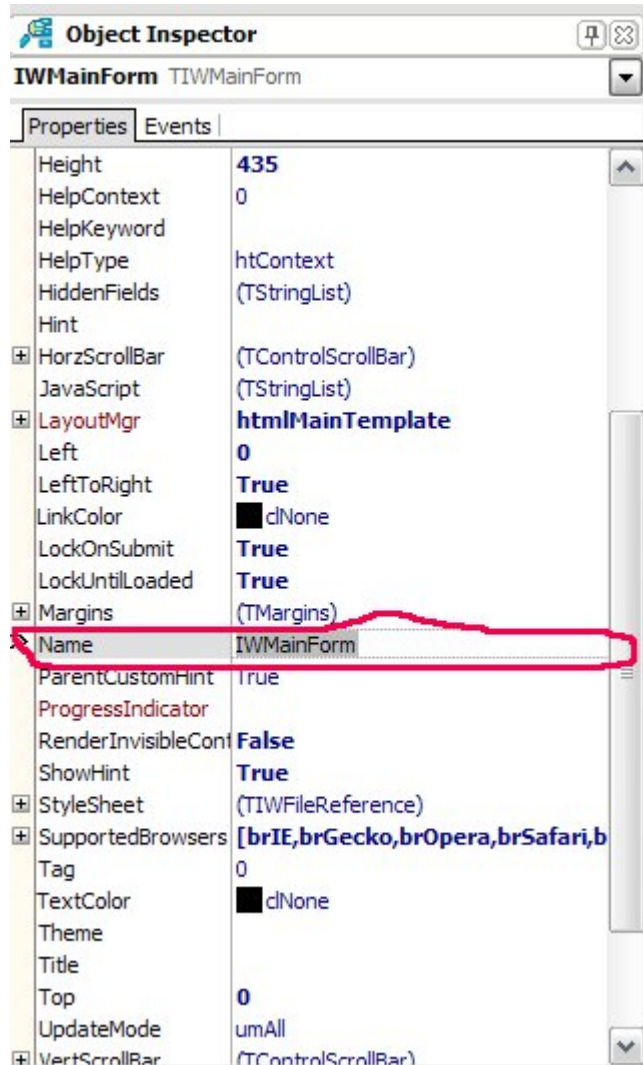 Object Inspector
IWMainForm TIWMainForm
Properties Events
Height 435
HelpContext 0
HelpKeyword
HelpType htContext
HiddenFields (TStringList)
Hint
HorzScrollBar (TControlScrollBar)
JavaScript (TStringList)
LayoutMgr htmlMainTemplate
Left 0
LeftToRight True
LinkColor clNone
LockOnSubmit True
LockUntilLoaded True
Margins (TMargins)
Name IWMainForm
ParentCustomHint True
ProgressIndicator
RenderInvisibleCont False
ShowHint True
StyleSheet (TIWFileReference)
SupportedBrowsers [brIE,brGecko,brOpera,brSafari,b
Tag 0
TextColor clNone
Theme
Title
Top 0
UpdateMode umAll
VertScrollBar (TControlScrollBar)